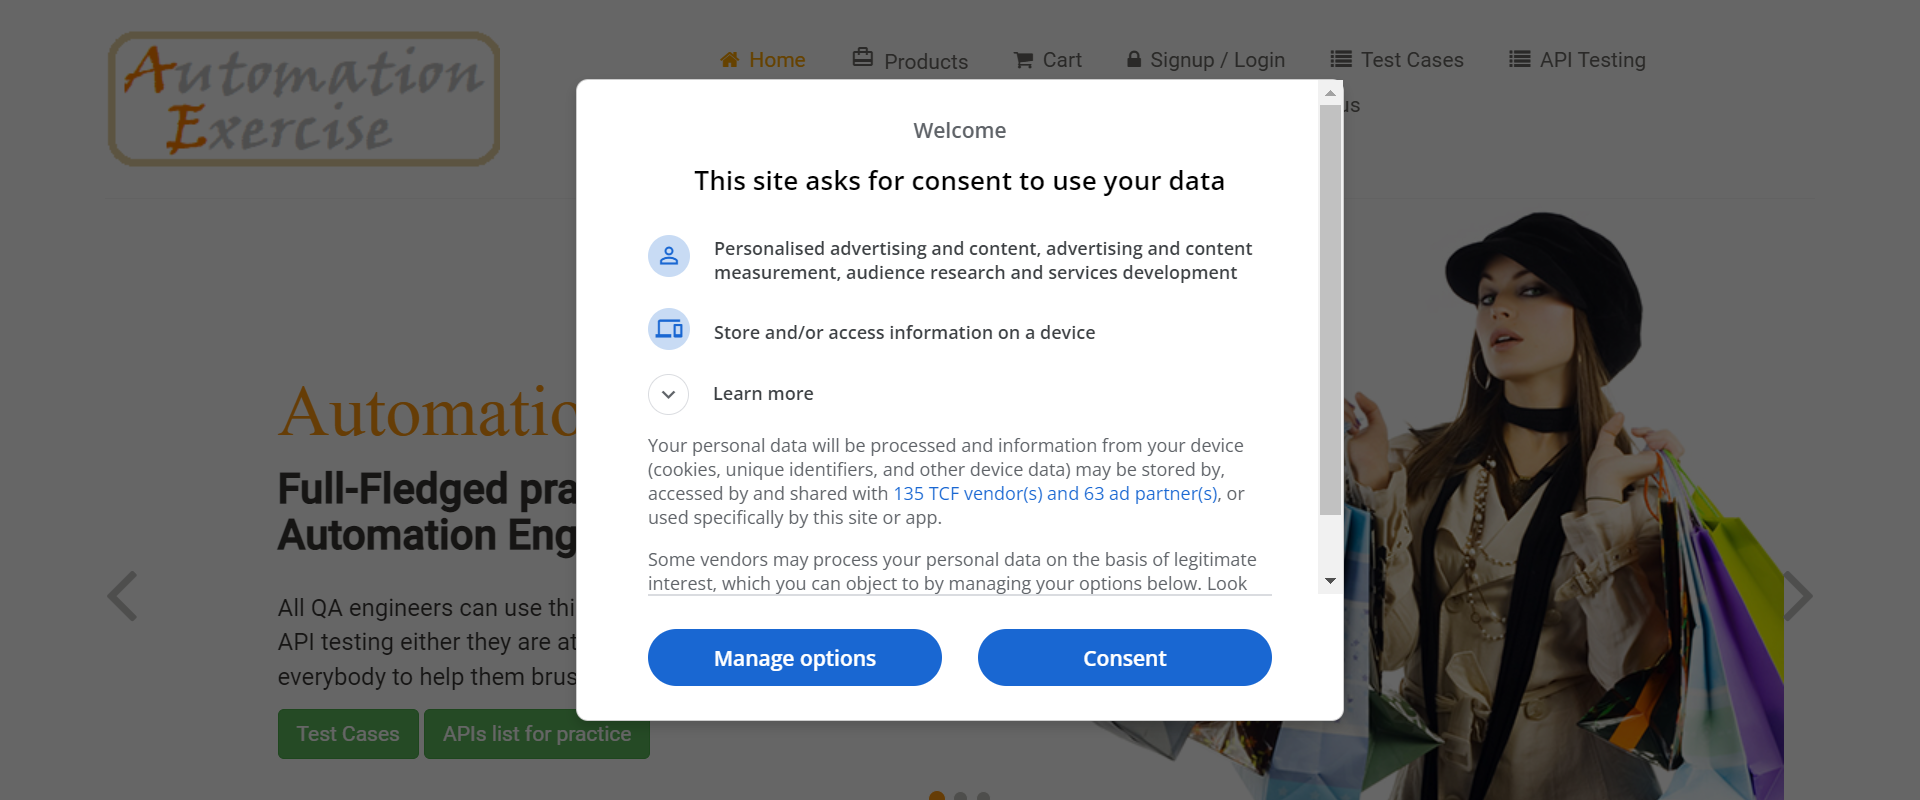 Automation
Exercise
Home
Products
Cart
Signup / Login
Test Cases
API Testing
us
Welcome
This site asks for consent to use your data
Personalised advertising and content, advertising and content
measurement, audience research and services development
Store and/or access information on a device
Learn more
Your personal data will be processed and information from your device
(cookies, unique identifiers, and other device data) may be stored by,
accessed by and shared with 135 TCF vendor(s) and 63 ad partner(s), or
used specifically by this site or app.
Some vendors may process your personal data on the basis of legitimate
interest, which you can object to by managing your options below. Look
Manage options
Consent
Automatio
Full-Fledged pra
Automation Eng
All QA engineers can use thi
API testing either they are at
everybody to help them brus
Test Cases
APIs list for practice